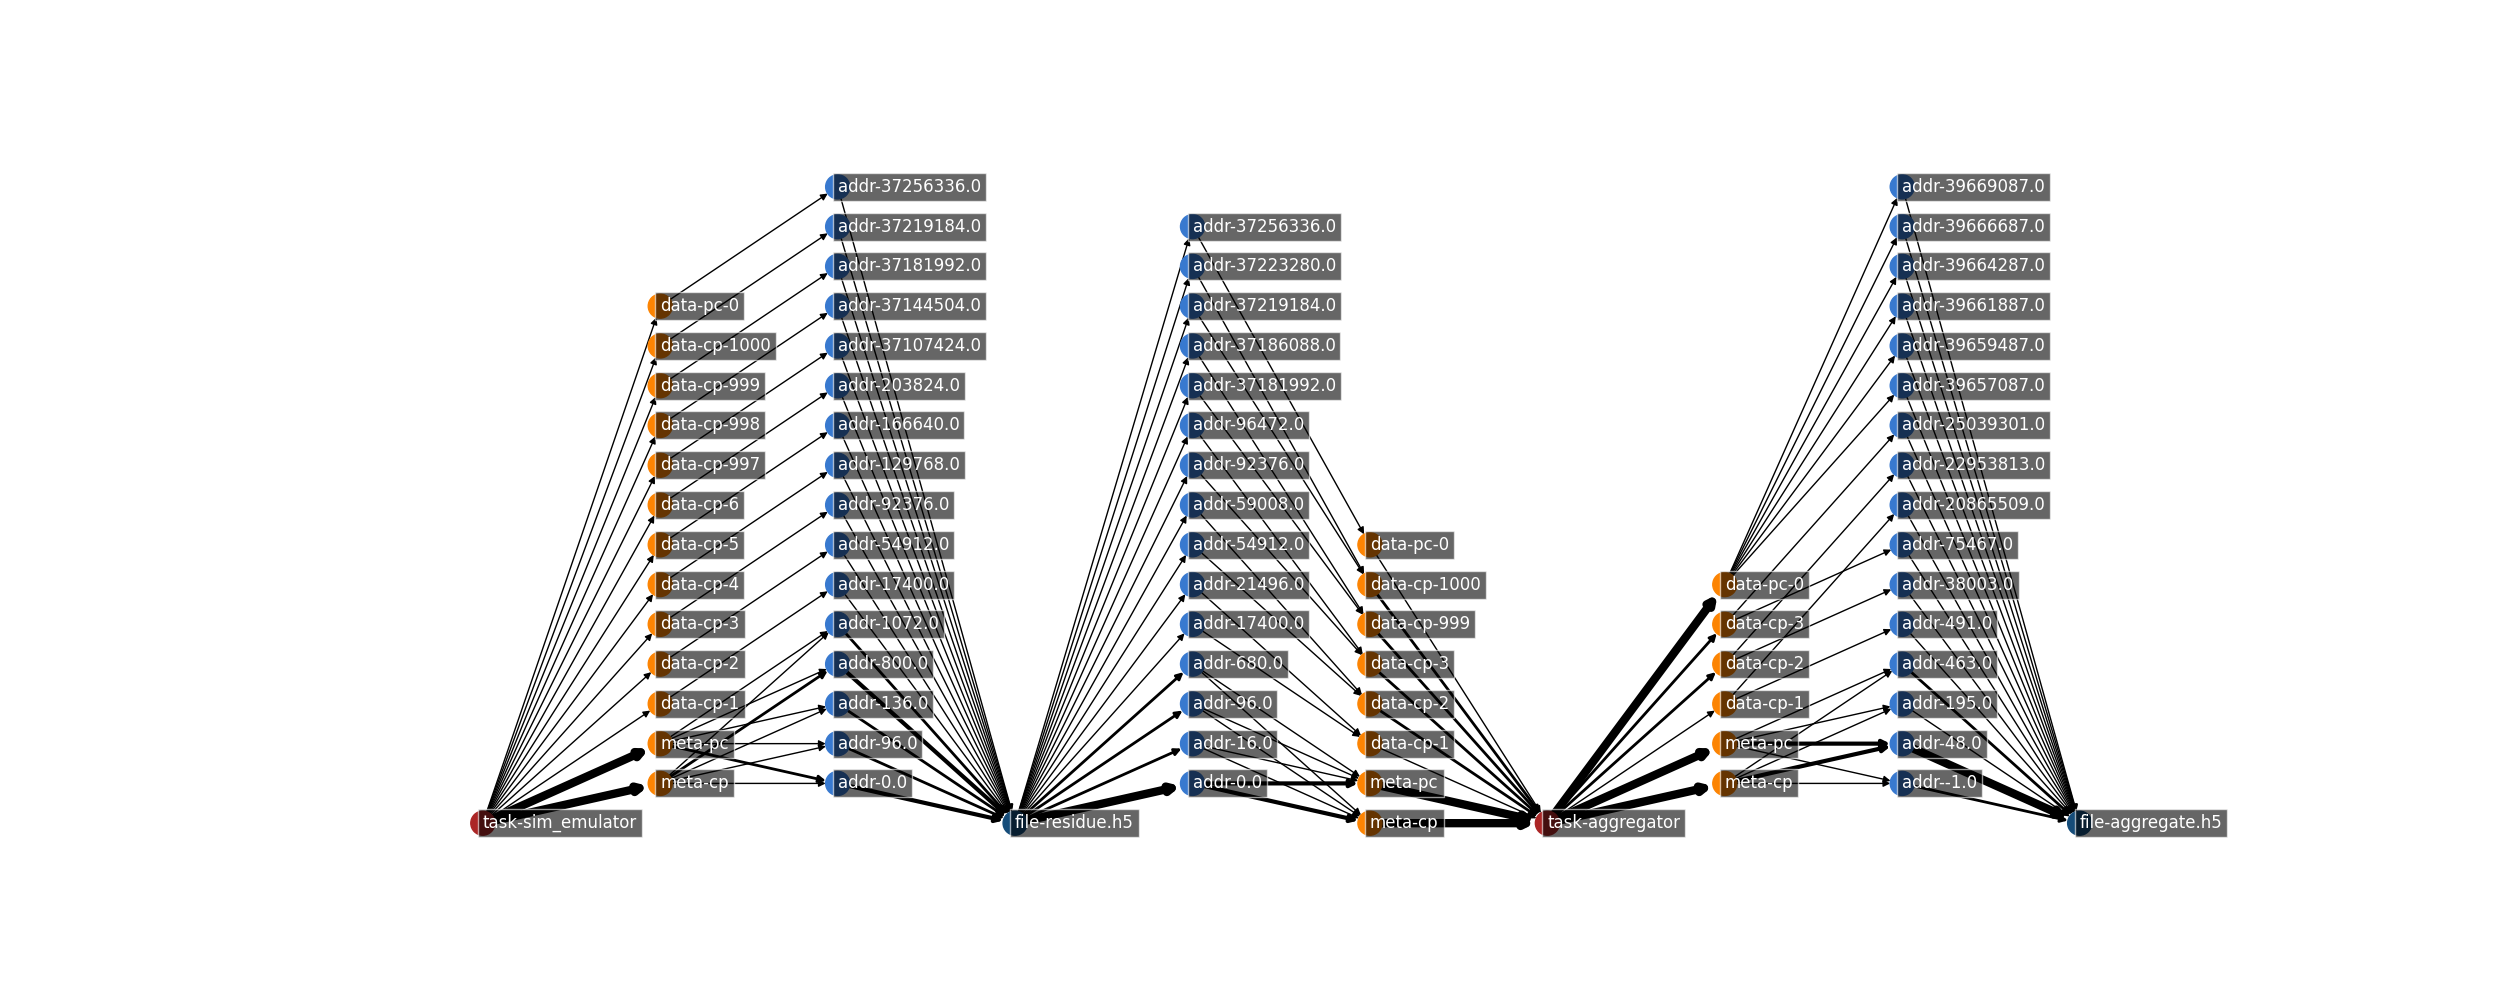 addr-37256336.0
addr-37219184.0
addr-37181992.0
addr-37144504.0
addr-37107424.0
addr-203824.0
addr-166640.0
addr-129768.0
addr-92376.0
addr-54912.0
addr-17400.0
addr-1072.0
addr-800.0
addr-136.0
addr-96.0
addr-0.0
data-pc-0
data-cp-1000
data-cp-999
data-cp-998
data-cp-997
data-cp-6
data-cp-5
data-cp-4
data-cp-3
data-cp-2
data-cp-1
meta-pc
meta-cp
task-sim_emulator
file-residue.h5
addr-37256336.0
addr-37223280.0
addr-37219184.0
addr-37186088.0
addr-37181992.0
addr-96472.0
addr-92376.0
addr-59008.0
addr-54912.0
addr-21496.0
addr-17400.0
addr-680.0
addr-96.0
addr-16.0
addr-0.0
data-pc-0
data-cp-1000
data-cp-999
data-cp-3
data-cp-2
data-cp-1
meta-pc
meta-cp
task-aggregator
data-pc-0
data-cp-3
data-cp-2
data-cp-1
meta-pc
meta-cp
addr-39669087.0
addr-39666687.0
addr-39664287.0
addr-39661887.0
addr-39659487.0
addr-39657087.0
addr-25039301.0
addr-22953813.0
addr-20865509.0
addr-75467.0
addr-38003.0
addr-491.0
addr-463.0
addr-195.0
addr-48.0
addr--1.0
file-aggregate.h5